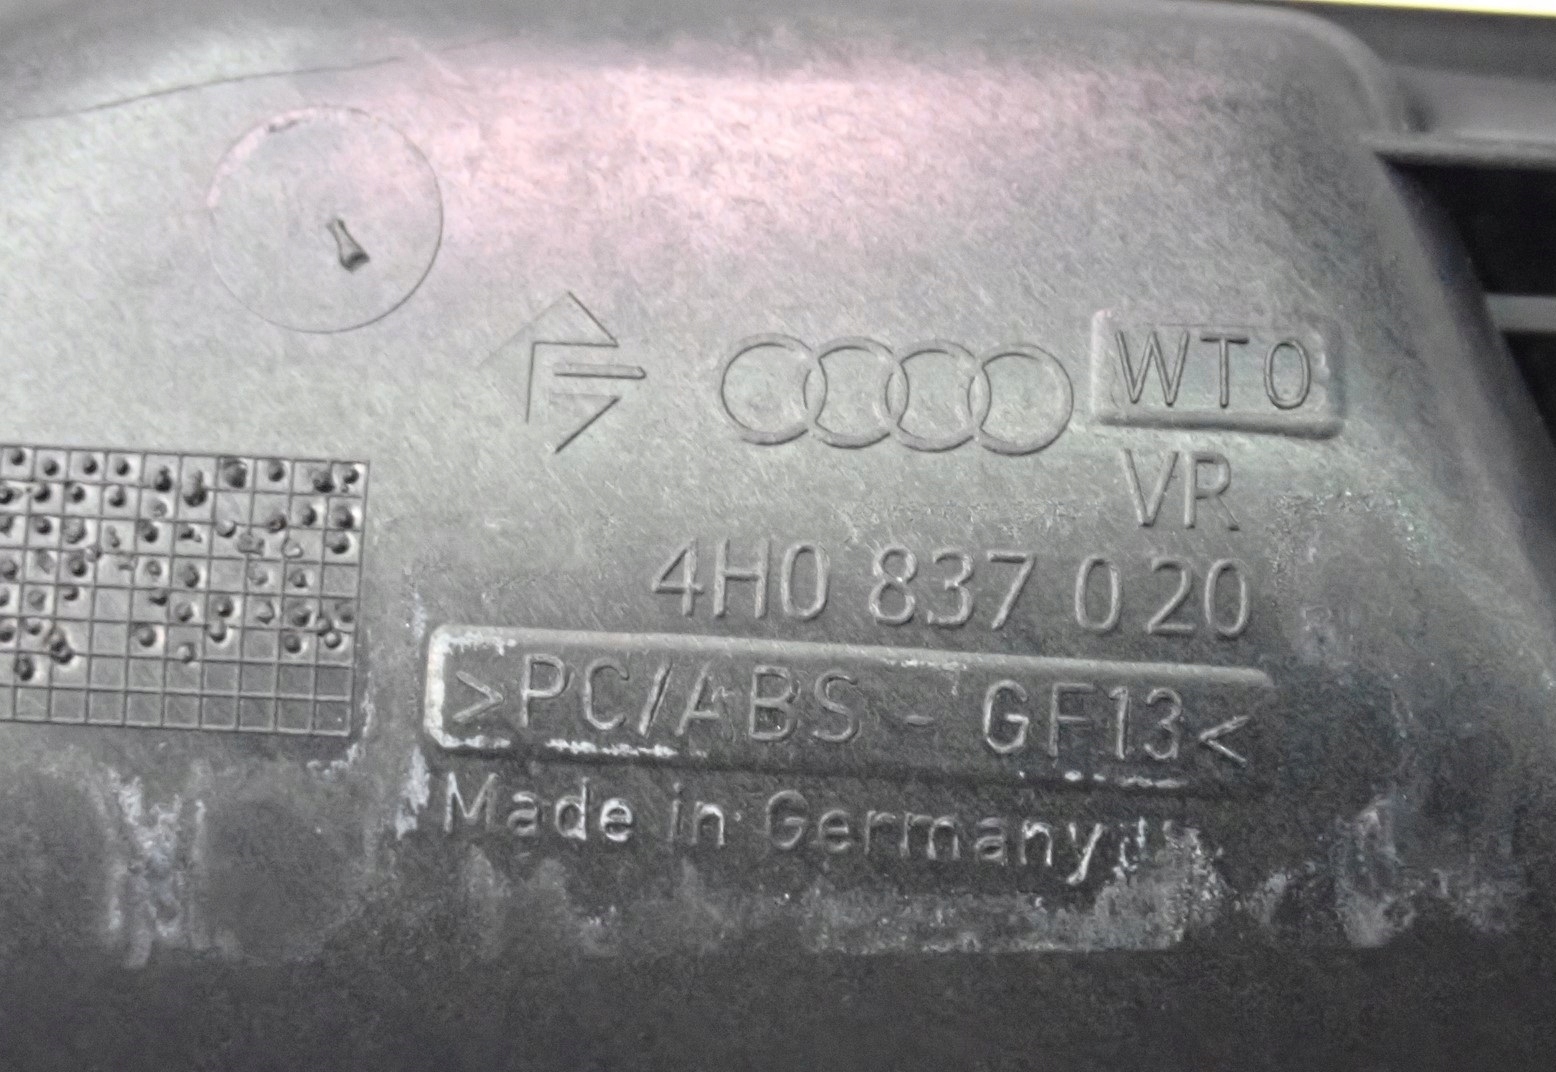 WTO
VR
4H0 837 020
>PC/ABS - GF13<
Made in Germany